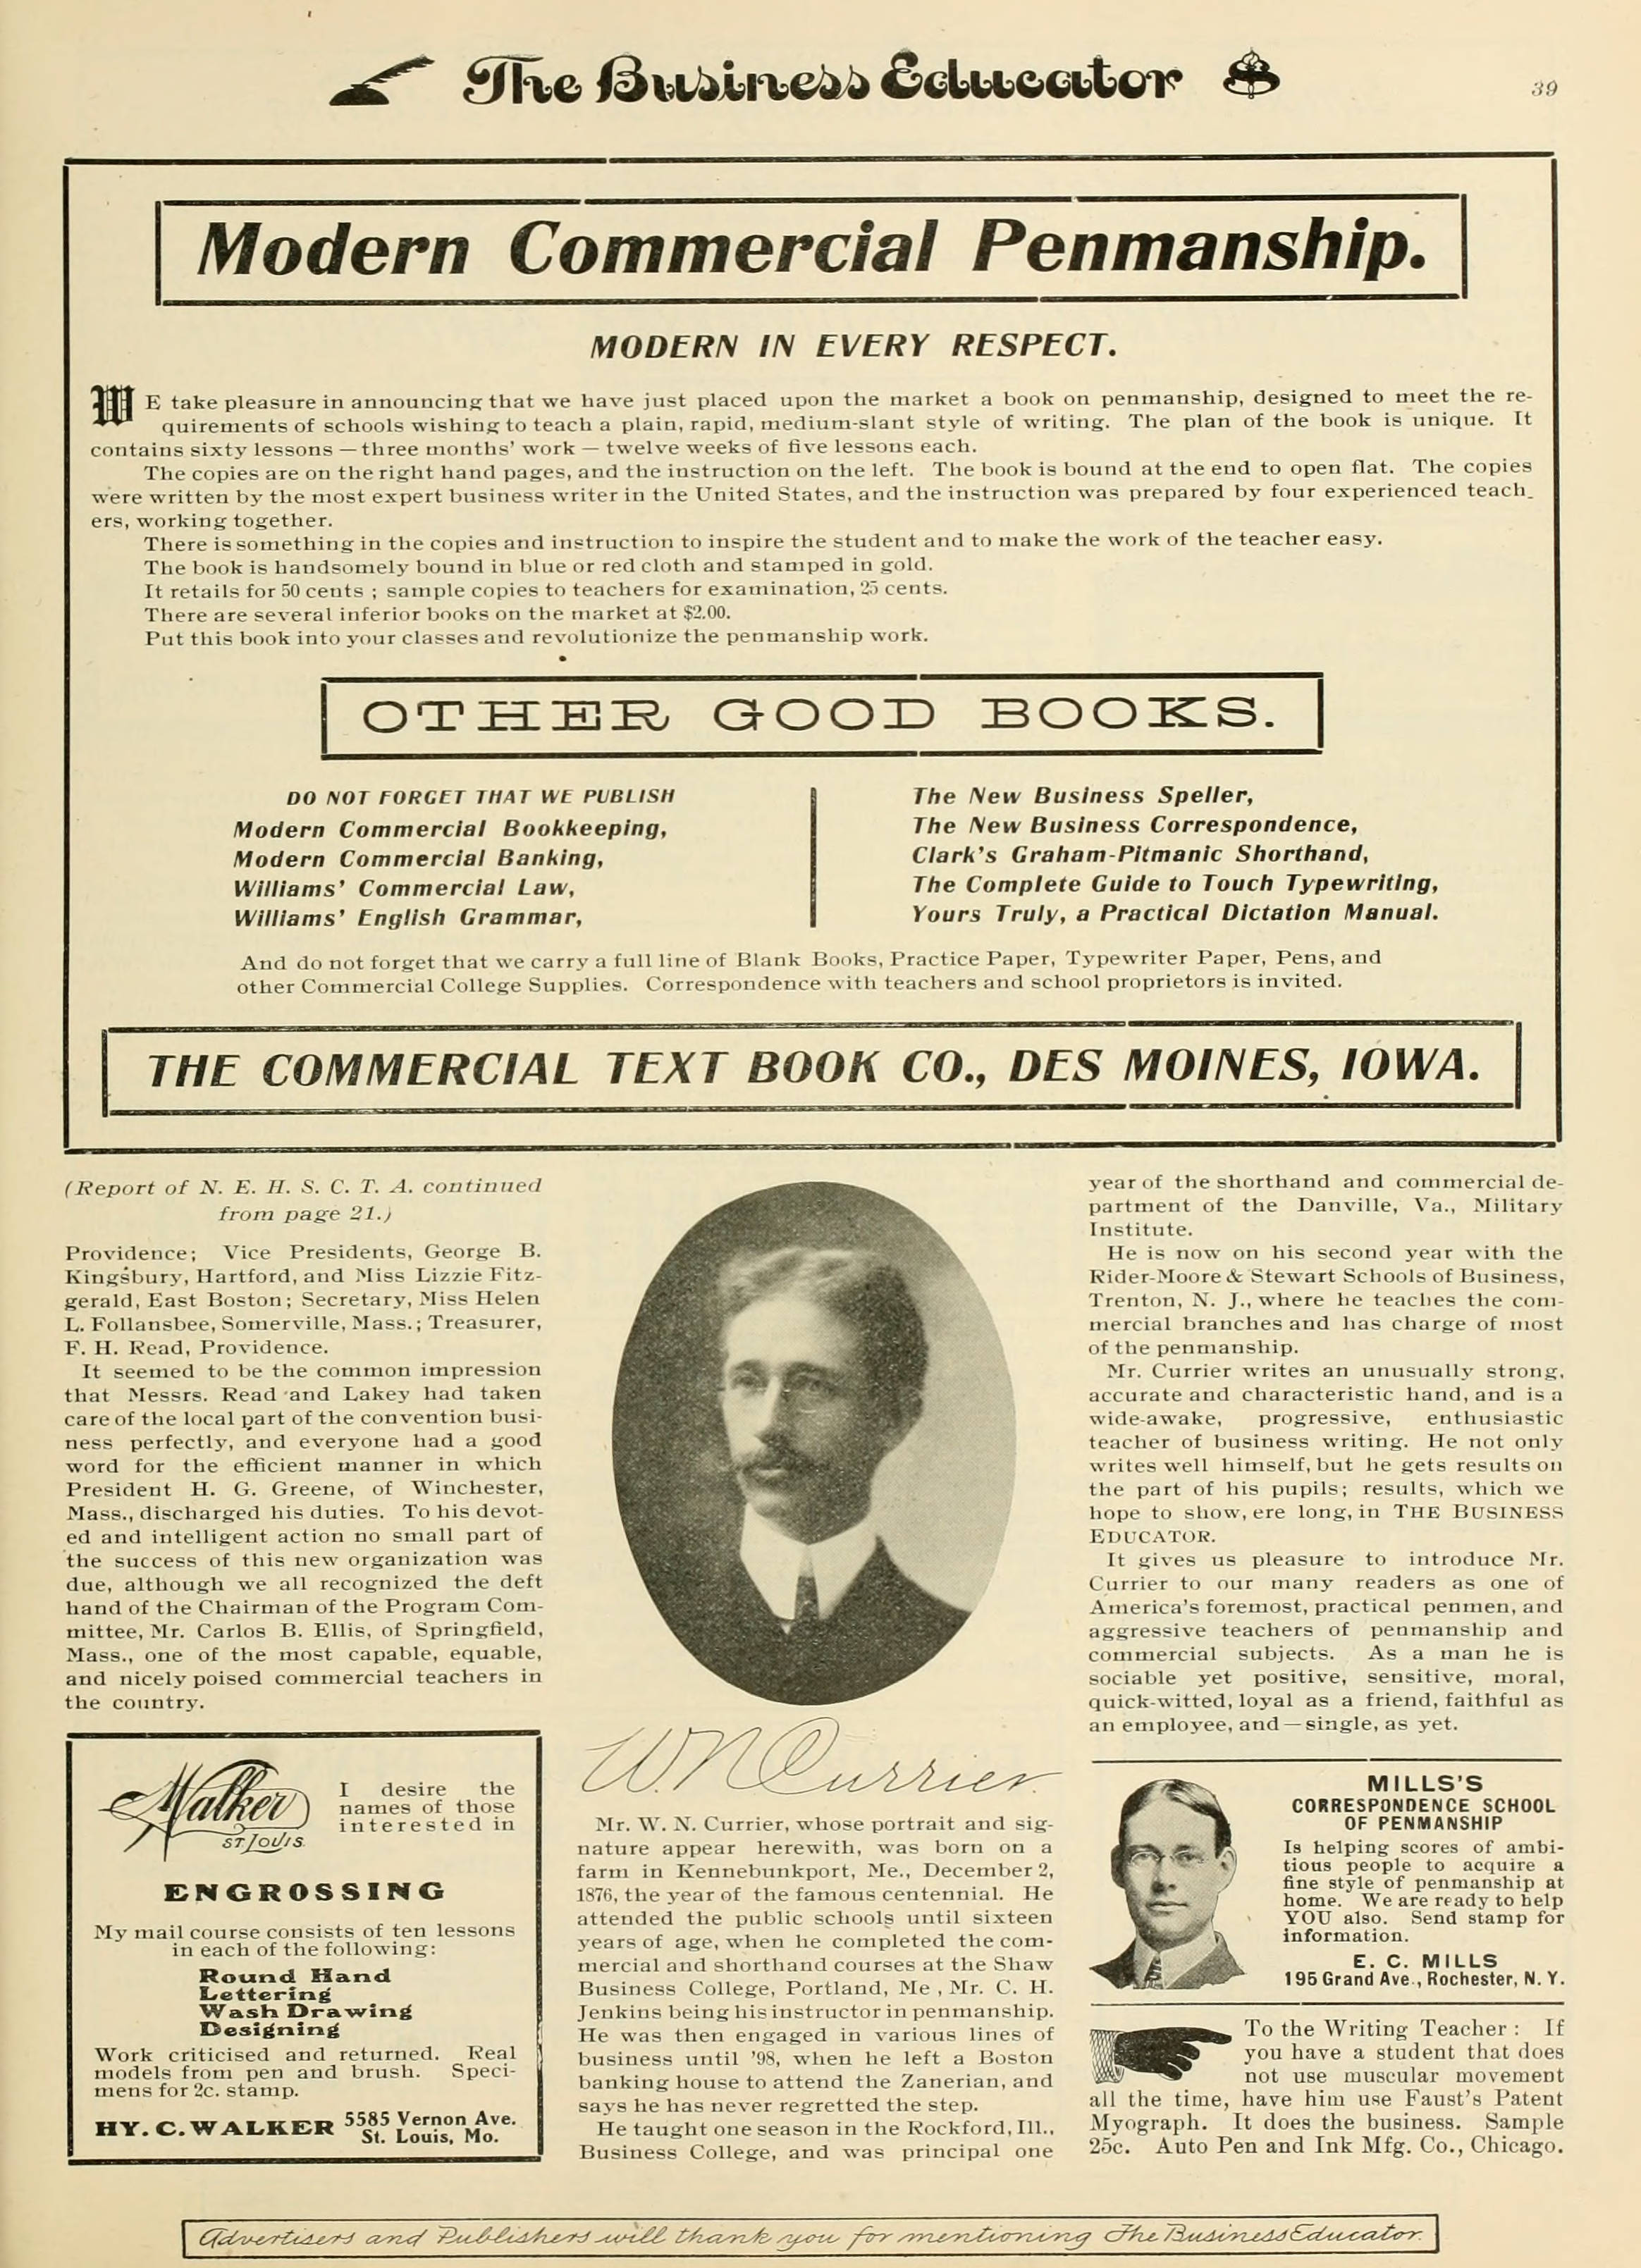 The Business Educator
39
Modern Commercial Penmanship.
MODERN IN EVERY RESPECT.
WE take pleasure in announcing that we have just placed upon the market a book on penmanship, designed to meet the re-
quirements of schools wishing to teach a plain, rapid, medium-slant style of writing. The plan of the book is unique. It
contains sixty lessons — three months' work — twelve weeks of five lessons each.
The copies are on the right hand pages, and the instruction on the left. The book is bound at the end to open flat. The copies
were written by the most expert business writer in the United States, and the instruction was prepared by four experienced teach-
ers, working together.
There is something in the copies and instruction to inspire the student and to make the work of the teacher easy.
The book is handsomely bound in blue or red cloth and stamped in gold.
It retails for 50 cents ; sample copies to teachers for examination, 25 cents.
There are several inferior books on the market at $2.00.
Put this book into your classes and revolutionize the penmanship work.
OTHER GOOD BOOKS.
DO NOT FORGET THAT WE PUBLISH
Modern Commercial Bookkeeping,
Modern Commercial Banking,
Williams' Commercial Law,
Williams' English Grammar,
The New Business Speller,
The New Business Correspondence,
Clark's Graham-Pitmanic Shorthand,
The Complete Guide to Touch Typewriting,
Yours Truly, a Practical Dictation Manual.
And do not forget that we carry a full line of Blank Books, Practice Paper, Typewriter Paper, Pens, and
other Commercial College Supplies. Correspondence with teachers and school proprietors is invited.
THE COMMERCIAL TEXT BOOK CO., DES MOINES, IOWA.
(Report of N. E. H. S. C. T. A. continued
from page 21.)
Providence; Vice Presidents, George B.
Kingsbury, Hartford, and Miss Lizzie Fitz-
gerald, East Boston; Secretary, Miss Helen
L. Follansbee, Somerville, Mass.; Treasurer,
F. H. Read, Providence.
It seemed to be the common impression
that Messrs. Read and Lakey had taken
care of the local part of the convention busi-
ness perfectly, and everyone had a good
word for the efficient manner in which
President H. G. Greene, of Winchester,
Mass., discharged his duties. To his devot-
ed and intelligent action no small part of
the success of this new organization was
due, although we all recognized the deft
hand of the Chairman of the Program Com-
mittee, Mr. Carlos B. Ellis, of Springfield,
Mass., one of the most capable, equable,
and nicely poised commercial teachers in
the country.
Walker
ST. LOUIS.
I desire the
names of those
interested in
ENGROSSING
My mail course consists of ten lessons
in each of the following:
Round Hand
Lettering
Wash Drawing
Designing
Work criticised and returned. Real
models from pen and brush. Speci-
mens for 2c. stamp.
HY. C. WALKER 5585 Vernon Ave.
St. Louis, Mo.
W. N. Currier.
Mr. W. N. Currier, whose portrait and sig-
nature appear herewith, was born on a
farm in Kennebunkport, Me., December 2,
1876, the year of the famous centennial. He
attended the public schools until sixteen
years of age, when he completed the com-
mercial and shorthand courses at the Shaw
Business College, Portland, Me , Mr. C. H.
Jenkins being his instructor in penmanship.
He was then engaged in various lines of
business until '98, when he left a Boston
banking house to attend the Zanerian, and
says he has never regretted the step.
He taught one season in the Rockford, Ill.,
Business College, and was principal one
year of the shorthand and commercial de-
partment of the Danville, Va., Military
Institute.
He is now on his second year with the
Rider-Moore & Stewart Schools of Business,
Trenton, N. J., where he teaches the com-
mercial branches and has charge of most
of the penmanship.
Mr. Currier writes an unusually strong,
accurate and characteristic hand, and is a
wide-awake, progressive, enthusiastic
teacher of business writing. He not only
writes well himself, but he gets results on
the part of his pupils; results, which we
hope to show, ere long, in THE BUSINESS
EDUCATOR.
It gives us pleasure to introduce Mr.
Currier to our many readers as one of
America's foremost, practical penmen, and
aggressive teachers of penmanship and
commercial subjects. As a man he is
sociable yet positive, sensitive, moral,
quick-witted, loyal as a friend, faithful as
an employee, and — single, as yet.
MILLS'S
CORRESPONDENCE SCHOOL
OF PENMANSHIP
Is helping scores of ambi-
tious people to acquire a
fine style of penmanship at
home. We are ready to help
YOU also. Send stamp for
information.
E. C. MILLS
195 Grand Ave., Rochester, N. Y.
To the Writing Teacher : If
you have a student that does
not use muscular movement
all the time, have him use Faust's Patent
Myograph. It does the business. Sample
25c. Auto Pen and Ink Mfg. Co., Chicago.
Advertisers and Publishers will thank you for mentioning The Business Educator.